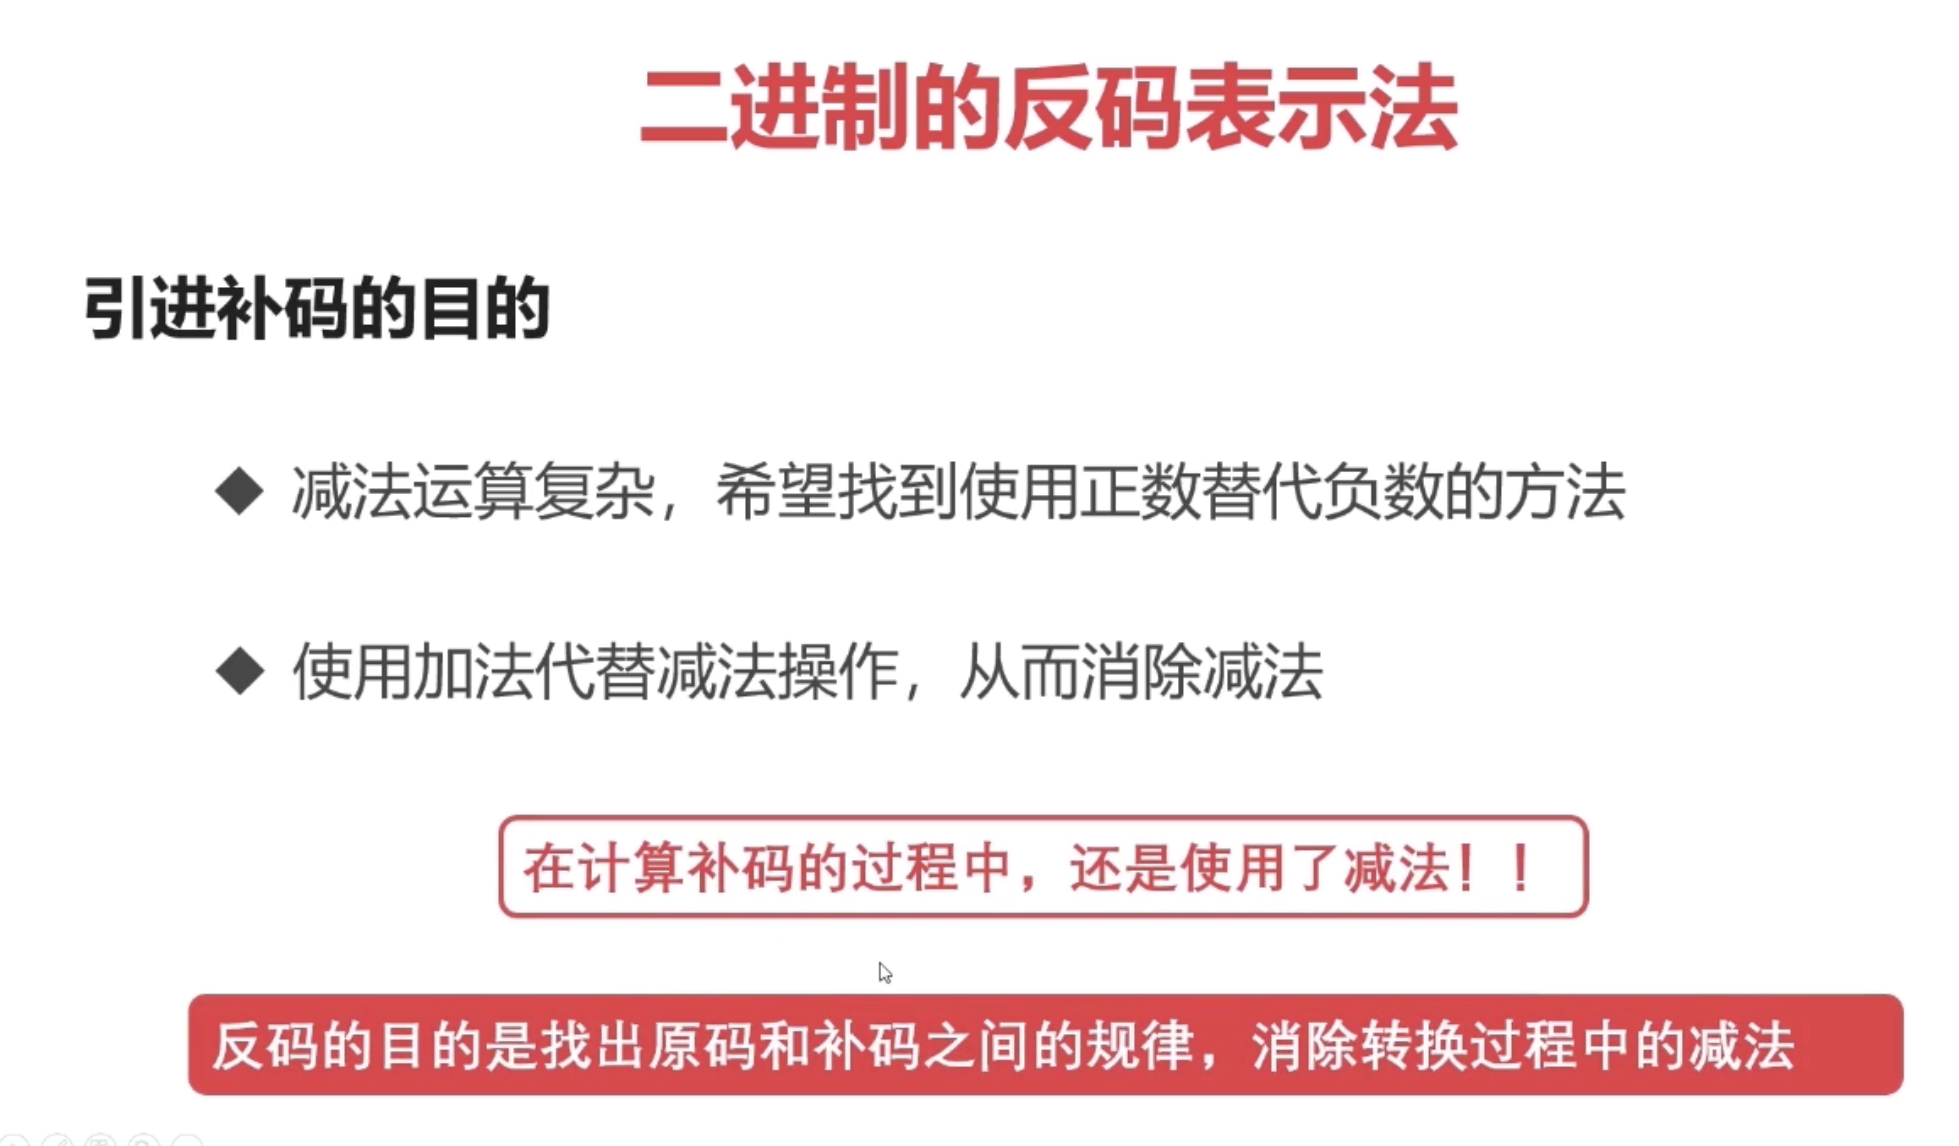 二进制的反码表示法
引进补码的目的
减法运算复杂，希望找到使用正数替代负数的方法
使用加法代替减法操作，从而消除减法
在计算补码的过程中，还是使用了减法！！
反码的目的是找出原码和补码之间的规律，消除转换过程中的减法